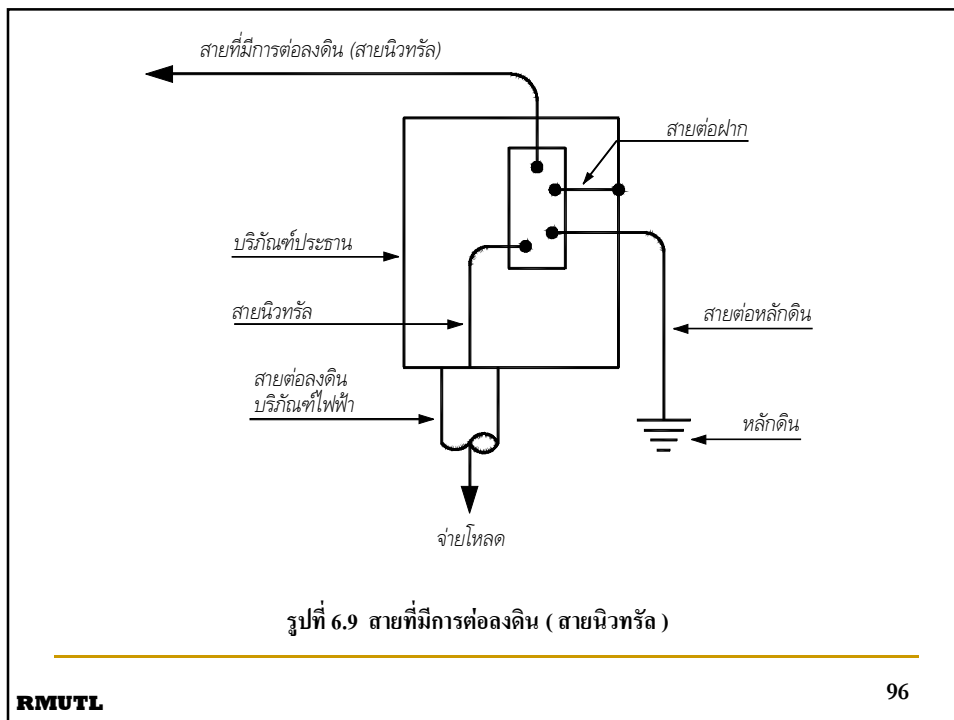 สายที่มีการต่อลงดิน (สายนิวทรัล)
สายต่อฝาก
บริภัณฑ์ประธาน
สายนิวทรัล
สายต่อหลักดิน
สายต่อลงดิน
บริภัณฑ์ไฟฟ้า
หลักดิน
จ่ายโหลด
รูปที่ 6.9 สายที่มีการต่อลงดิน ( สายนิวทรัล )
RMUTL
96